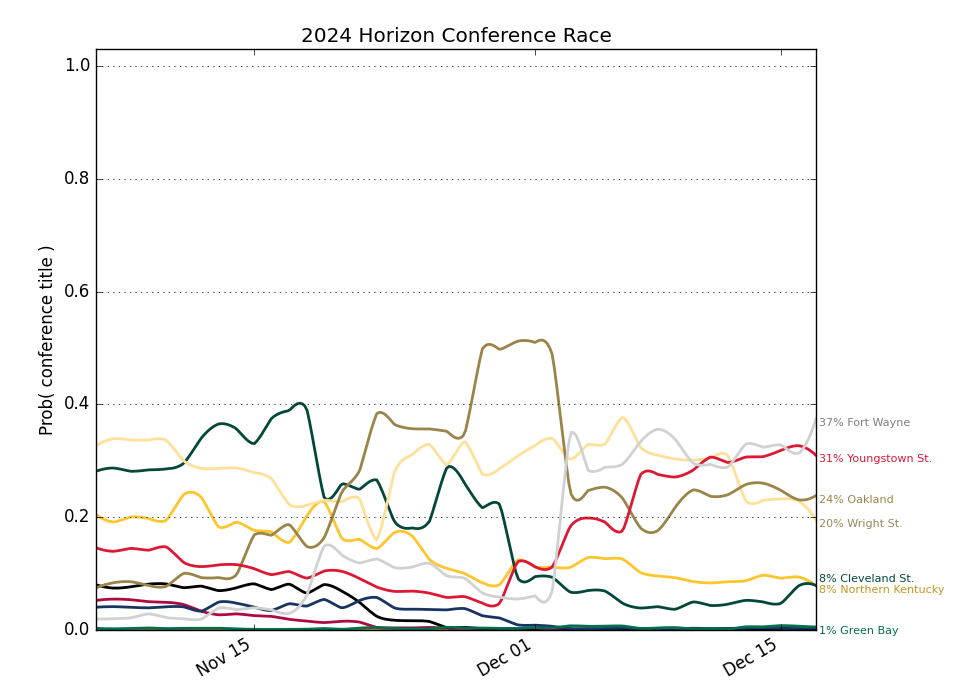 2024 Horizon Conference Race
Prob( conference title )
1.0
0.8
0.6
0.4
0.2
0.0
Nov 15
Dec 01
Dec 15
37% Fort Wayne
31% Youngstown St.
24% Oakland
20% Wright St.
8% Cleveland St.
8% Northern Kentucky
1% Green Bay